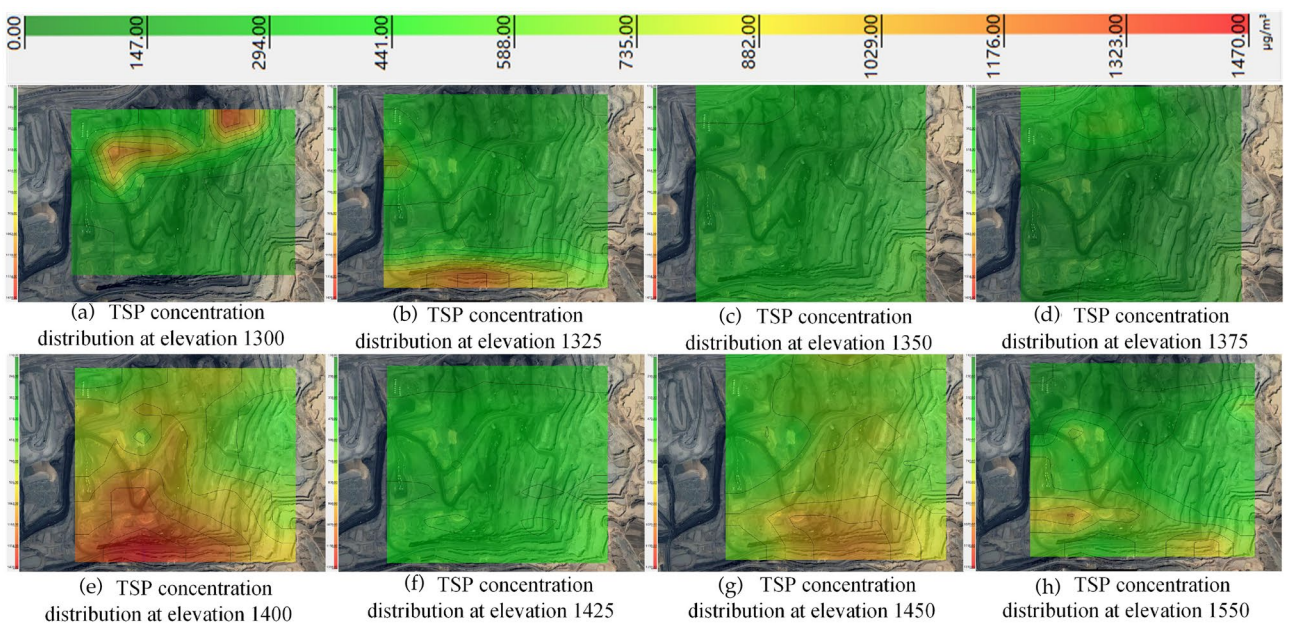 0.00
147.00
294.00
441.00
588.00
735.00
882.00
1029.00
1176.00
1323.00
1470.00
μg/m³
(a) TSP concentration
distribution at elevation 1300
(b) TSP concentration
distribution at elevation 1325
(c) TSP concentration
distribution at elevation 1350
(d) TSP concentration
distribution at elevation 1375
(e) TSP concentration
distribution at elevation 1400
(f) TSP concentration
distribution at elevation 1425
(g) TSP concentration
distribution at elevation 1450
(h) TSP concentration
distribution at elevation 1550